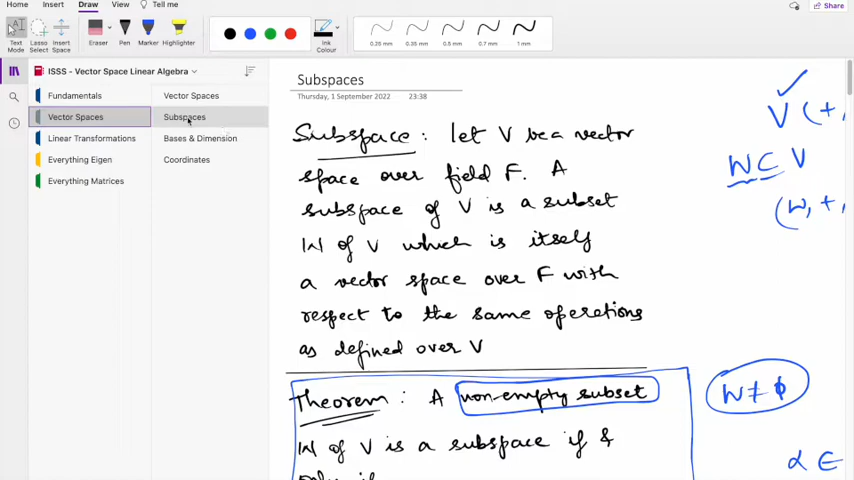 Home Insert Draw View Tell me
Share
Text Mode
Lasso Select
Insert Space
Eraser
Pen
Marker
Highlighter
Ink Colour
0.25 mm
0.35 mm
0.5 mm
0.7 mm
1 mm
ISSS - Vector Space Linear Algebra
Fundamentals
Vector Spaces
Linear Transformations
Everything Eigen
Everything Matrices
Vector Spaces
Subspaces
Bases & Dimension
Coordinates
Subspaces
Thursday, 1 September 2022 23:38
Subspace : let V be a vector
space over field F. A
subspace of V is a subset
W of V which is itself
a vector space over F with
respect to the same operations
as defined over V
Theorem : A non-empty subset
W of V is a subspace if &
only if
✓
V (+,
W ⊂ V
(W, +,
W ≠ ϕ
α ∈